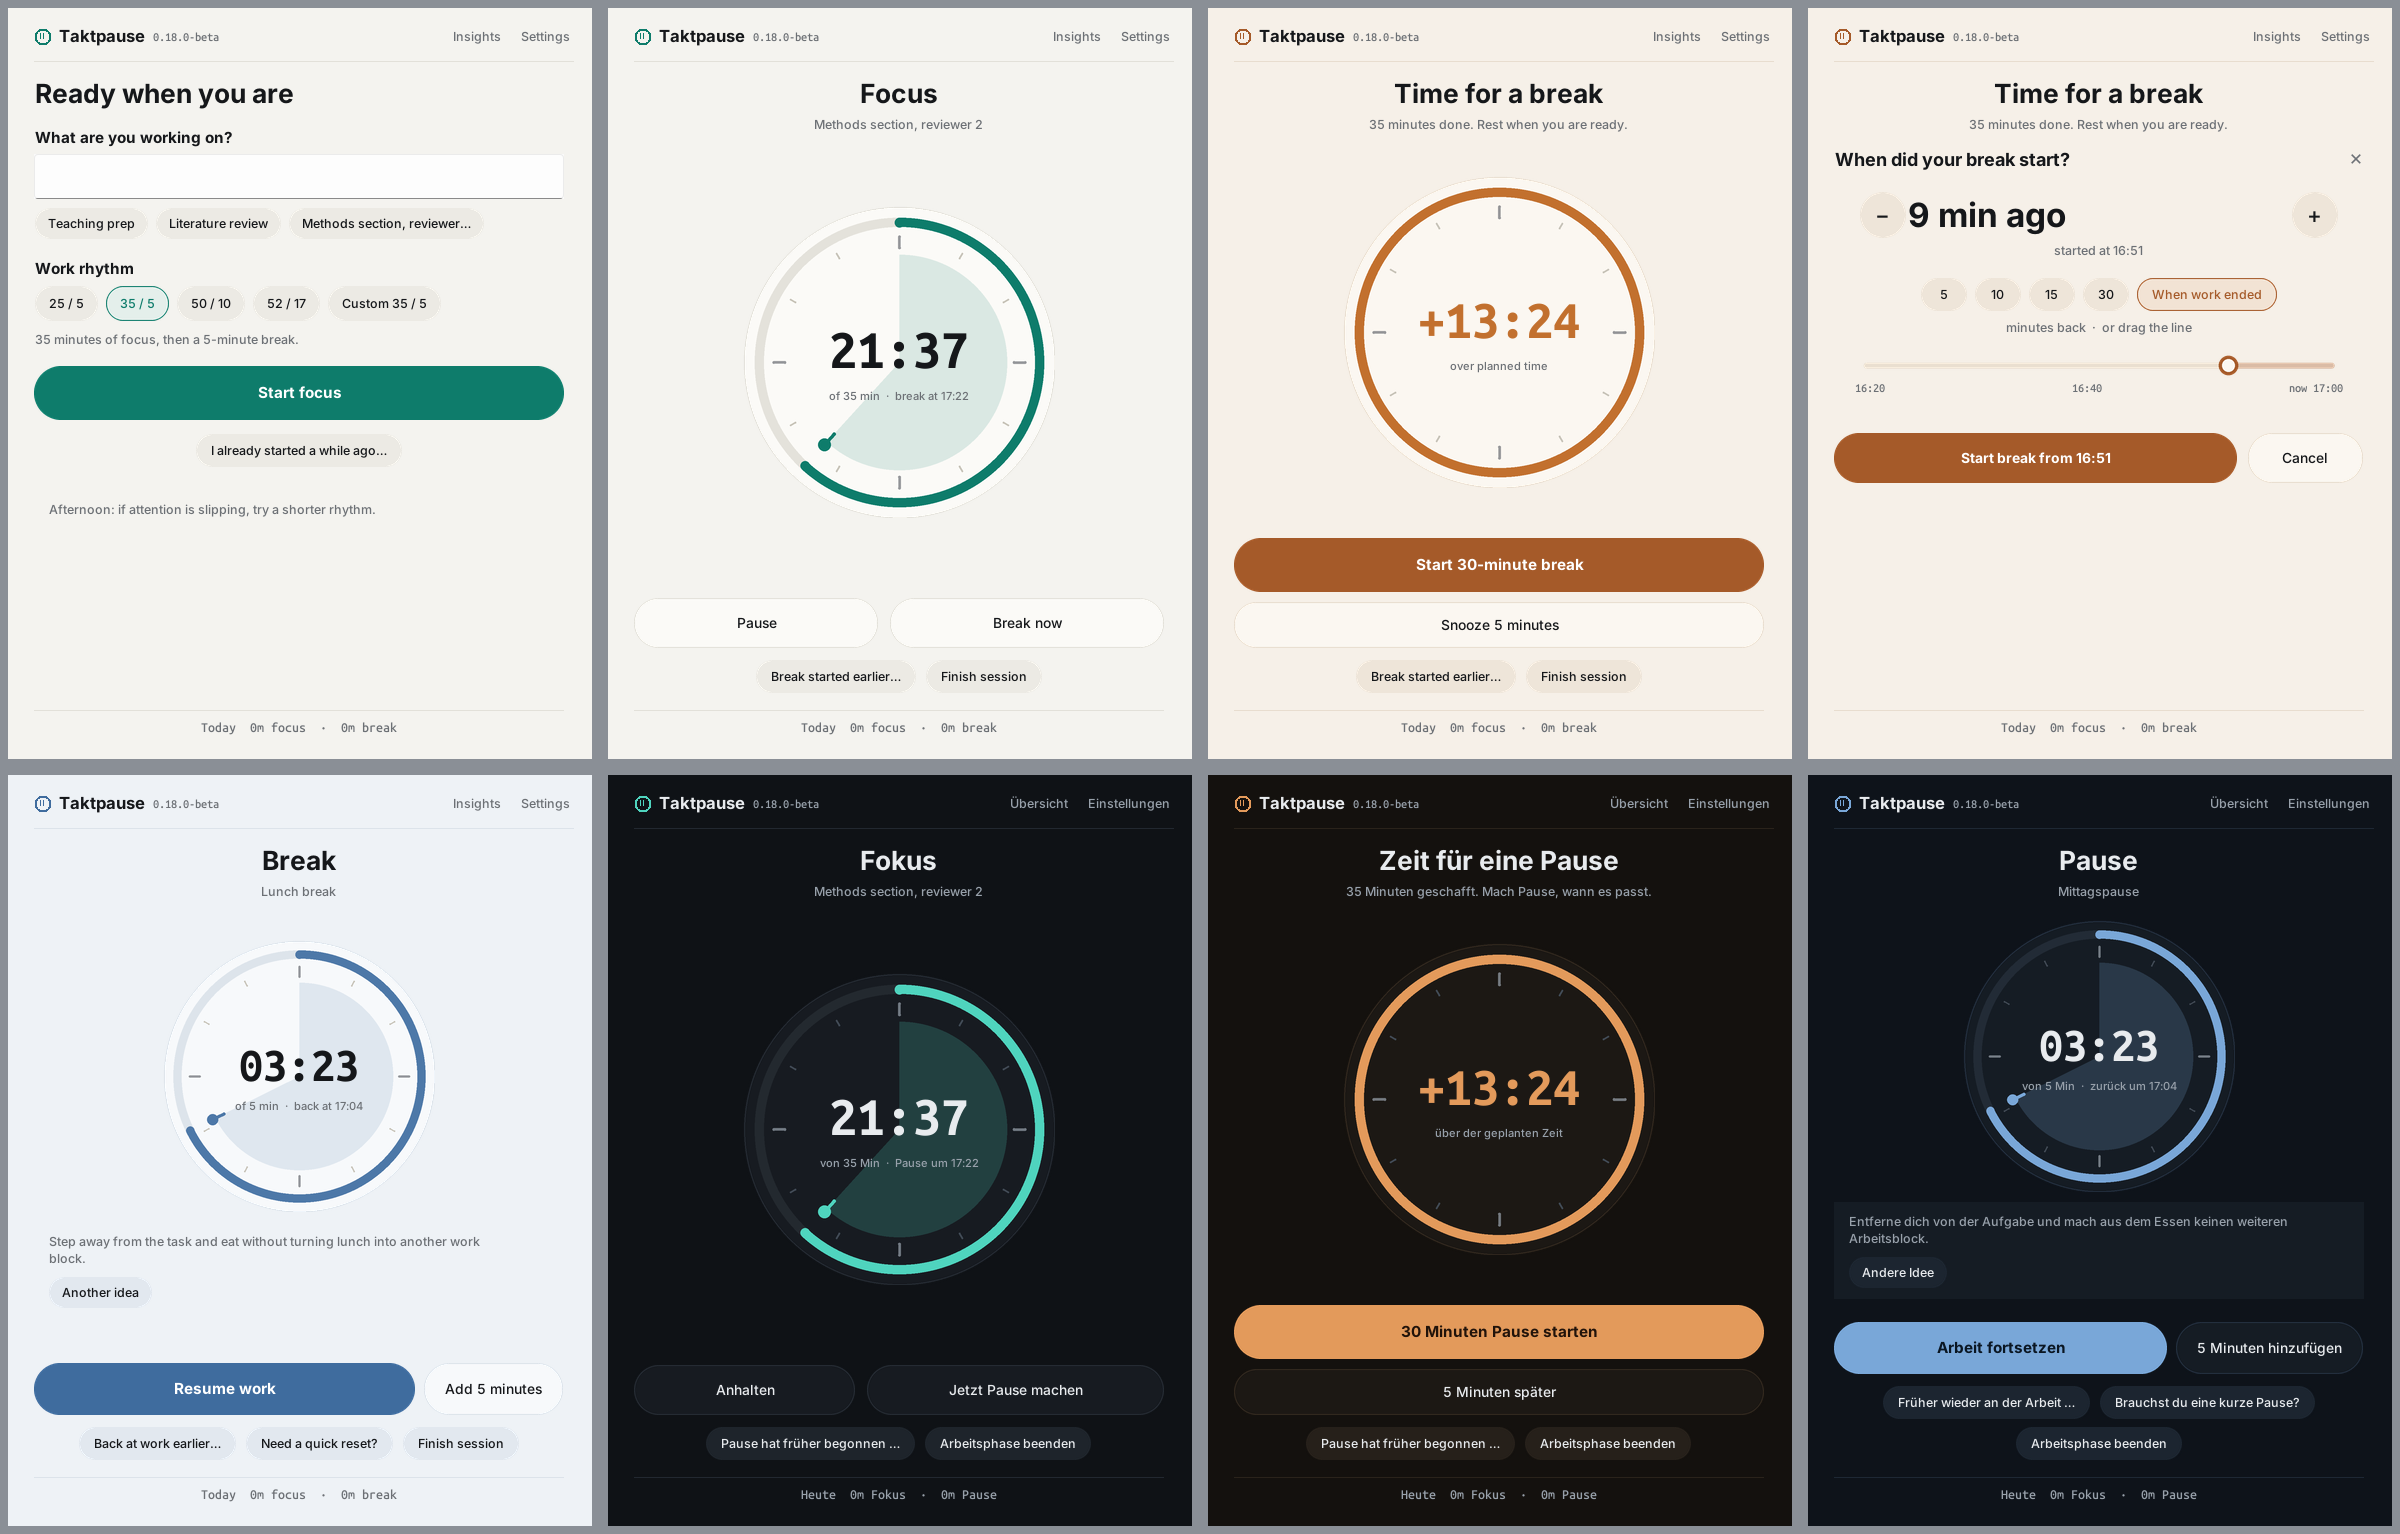 Taktpause 0.18.0-beta Insights Settings
Ready when you are
What are you working on?
Teaching prep Literature review Methods section, reviewer...
Work rhythm
25 / 5 35 / 5 50 / 10 52 / 17 Custom 35 / 5
35 minutes of focus, then a 5-minute break.
Start focus
I already started a while ago...
Afternoon: if attention is slipping, try a shorter rhythm.
Today 0m focus · 0m break
Taktpause 0.18.0-beta Insights Settings
Focus
Methods section, reviewer 2
21:37
of 35 min · break at 17:22
Pause Break now
Break started earlier... Finish session
Today 0m focus · 0m break
Taktpause 0.18.0-beta Insights Settings
Time for a break
35 minutes done. Rest when you are ready.
+13:24
over planned time
Start 30-minute break
Snooze 5 minutes
Break started earlier... Finish session
Today 0m focus · 0m break
Taktpause 0.18.0-beta Insights Settings
Time for a break
35 minutes done. Rest when you are ready.
When did your break start? ×
− 9 min ago +
started at 16:51
5 10 15 30 When work ended
minutes back · or drag the line
16:20 16:40 now 17:00
Start break from 16:51 Cancel
Today 0m focus · 0m break
Taktpause 0.18.0-beta Insights Settings
Break
Lunch break
03:23
of 5 min · back at 17:04
Step away from the task and eat without turning lunch into another work
block.
Another idea
Resume work Add 5 minutes
Back at work earlier... Need a quick reset? Finish session
Today 0m focus · 0m break
Taktpause 0.18.0-beta Übersicht Einstellungen
Fokus
Methods section, reviewer 2
21:37
von 35 Min · Pause um 17:22
Anhalten Jetzt Pause machen
Pause hat früher begonnen ... Arbeitsphase beenden
Heute 0m Fokus · 0m Pause
Taktpause 0.18.0-beta Übersicht Einstellungen
Zeit für eine Pause
35 Minuten geschafft. Mach Pause, wann es passt.
+13:24
über der geplanten Zeit
30 Minuten Pause starten
5 Minuten später
Pause hat früher begonnen ... Arbeitsphase beenden
Heute 0m Fokus · 0m Pause
Taktpause 0.18.0-beta Übersicht Einstellungen
Pause
Mittagspause
03:23
von 5 Min · zurück um 17:04
Entferne dich von der Aufgabe und mach aus dem Essen keinen weiteren
Arbeitsblock.
Andere Idee
Arbeit fortsetzen 5 Minuten hinzufügen
Früher wieder an der Arbeit ... Brauchst du eine kurze Pause?
Arbeitsphase beenden
Heute 0m Fokus · 0m Pause